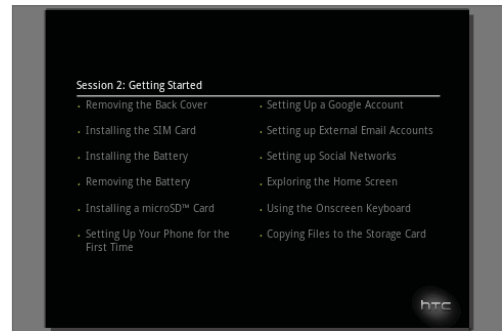 Session 2: Getting Started
• Removing the Back Cover
• Installing the SIM Card
• Installing the Battery
• Removing the Battery
• Installing a microSD™ Card
• Setting Up Your Phone for the
First Time
• Setting Up a Google Account
• Setting up External Email Accounts
• Setting up Social Networks
• Exploring the Home Screen
• Using the Onscreen Keyboard
• Copying Files to the Storage Card
hTC